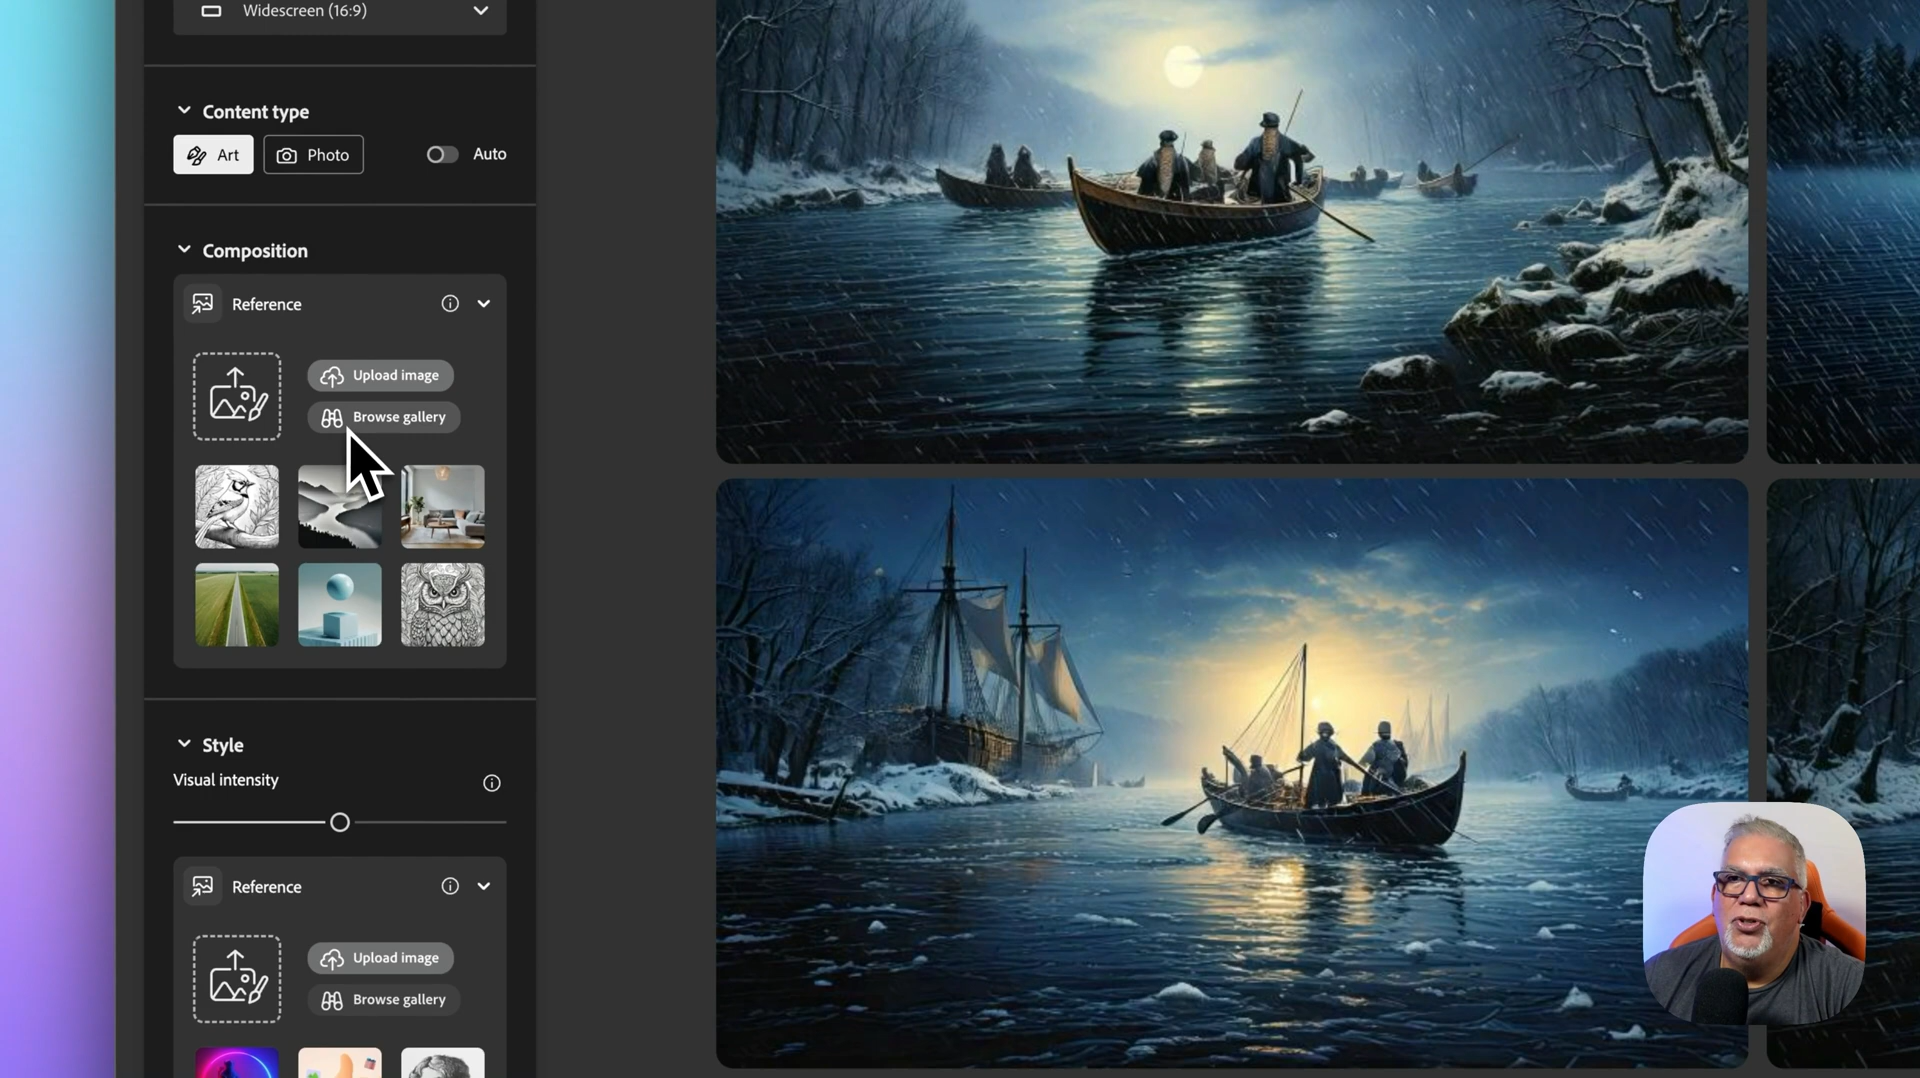 Widescreen (16:9)
Content type
Art
Photo
Auto
Composition
Reference
Upload image
Browse gallery
Style
Visual intensity
Reference
Upload image
Browse gallery